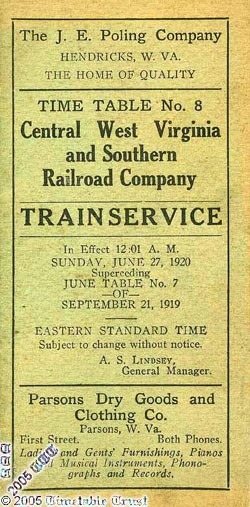 The J. E. Poling Company
HENDRICKS, W. VA.
THE HOME OF QUALITY
TIME TABLE No. 8
Central West Virginia
and Southern
Railroad Company
TRAINSERVICE
In Effect 12:01 A. M.
SUNDAY, JUNE 27, 1920
Superceding
JUNE TABLE No. 7
—OF—
SEPTEMBER 21, 1919
EASTERN STANDARD TIME
Subject to change without notice.
A. S. LINDSEY,
General Manager.
Parsons Dry Goods and
Clothing Co.
Parsons, W. Va.
First Street. Both Phones.
Ladies and Gents' Furnishings, Pianos
and Musical Instruments, Phono-
graphs and Records.
2005
© 2005 Timetable Trust